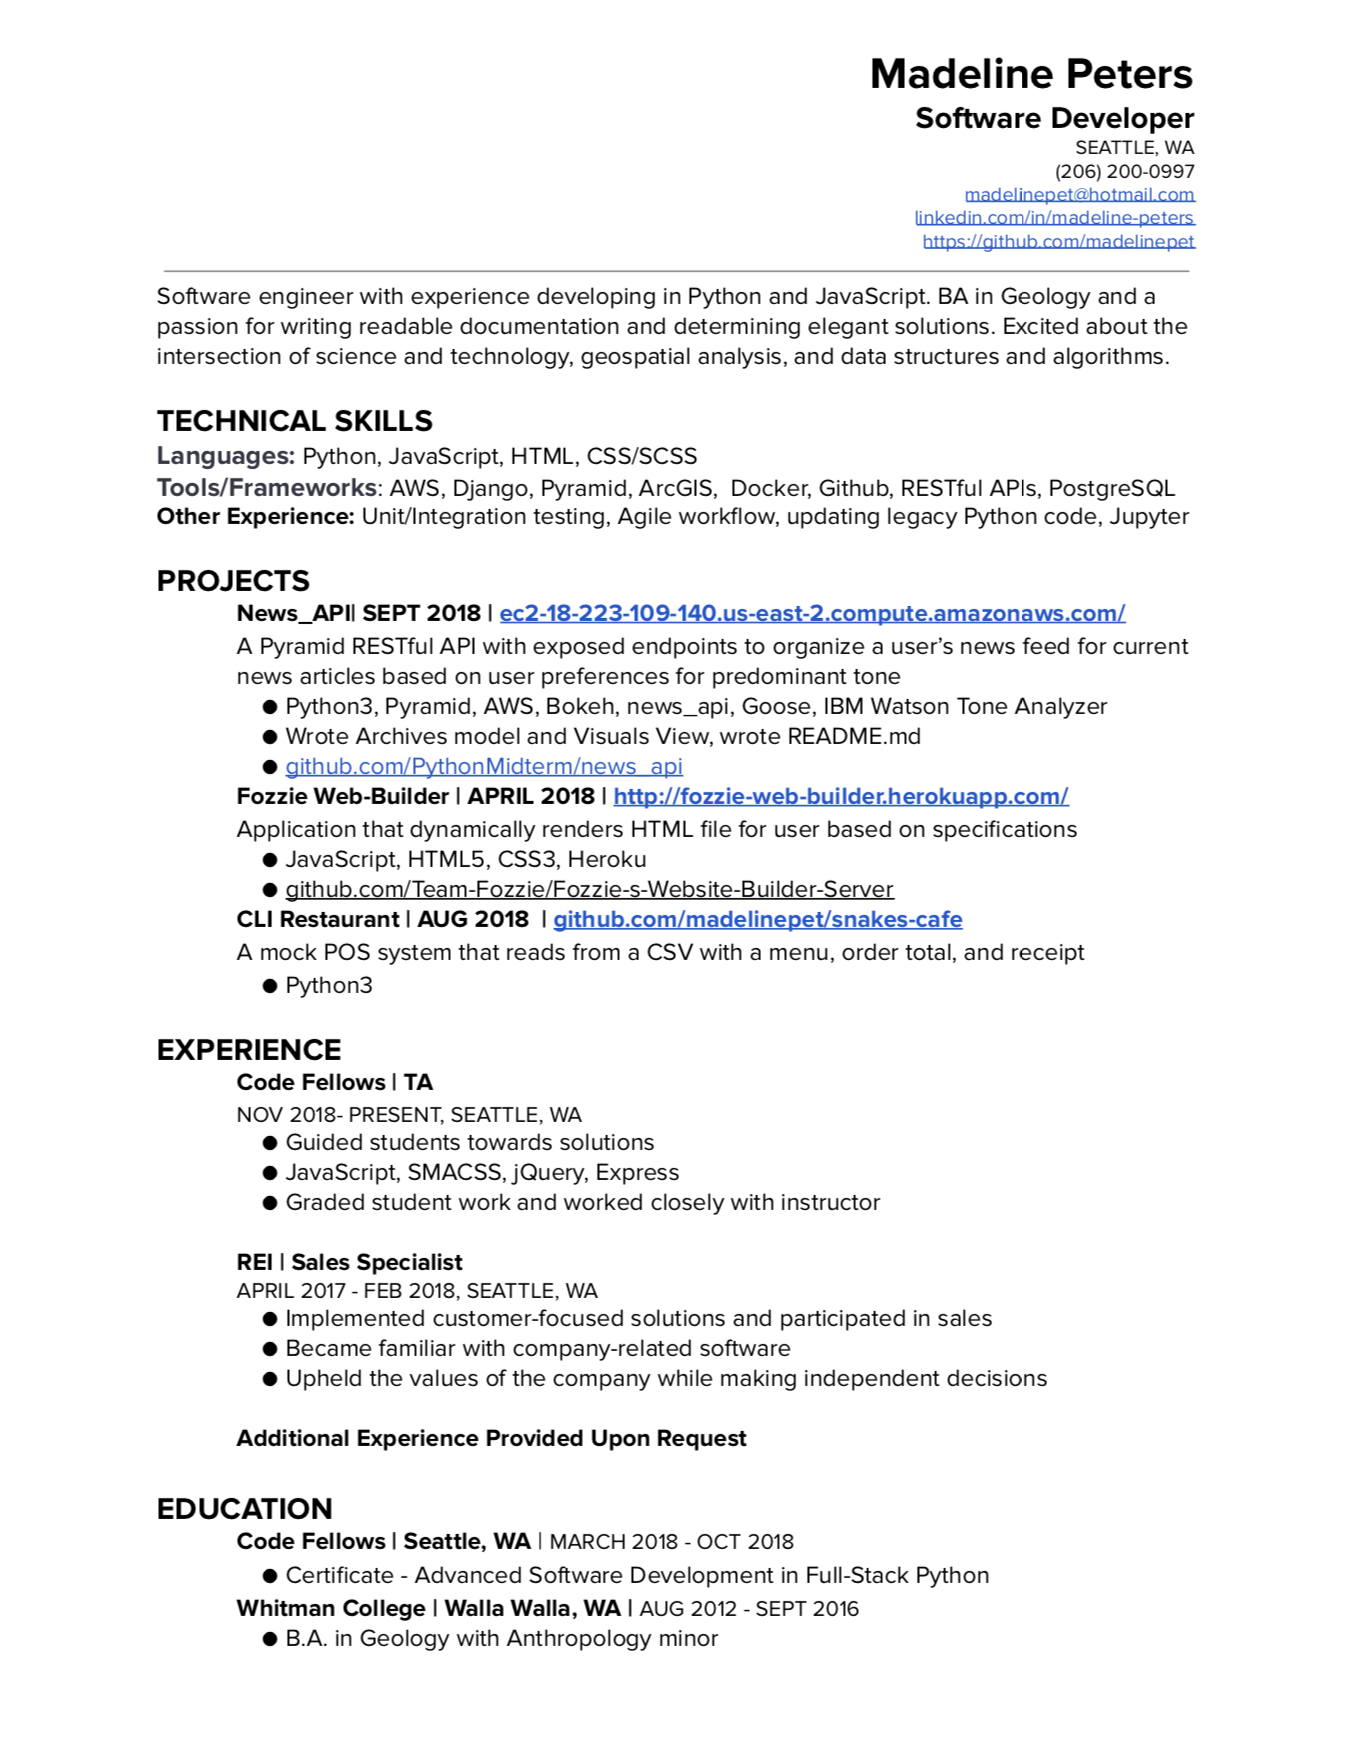 Madeline Peters
Software Developer
SEATTLE, WA
(206) 200-0997
madelinepet@hotmail.com
linkedin.com/in/madeline-peters
https://github.com/madelinepet
Software engineer with experience developing in Python and JavaScript. BA in Geology and a
passion for writing readable documentation and determining elegant solutions. Excited about the
intersection of science and technology, geospatial analysis, and data structures and algorithms.
TECHNICAL SKILLS
Languages: Python, JavaScript, HTML, CSS/SCSS
Tools/Frameworks: AWS, Django, Pyramid, ArcGIS,  Docker, Github, RESTful APIs, PostgreSQL
Other Experience: Unit/Integration testing, Agile workflow, updating legacy Python code, Jupyter
PROJECTS
News_API| SEPT 2018 | ec2-18-223-109-140.us-east-2.compute.amazonaws.com/
A Pyramid RESTful API with exposed endpoints to organize a user’s news feed for current
news articles based on user preferences for predominant tone
● Python3, Pyramid, AWS, Bokeh, news_api, Goose, IBM Watson Tone Analyzer
● Wrote Archives model and Visuals View, wrote README.md
● github.com/PythonMidterm/news_api
Fozzie Web-Builder | APRIL 2018 | http://fozzie-web-builder.herokuapp.com/
Application that dynamically renders HTML file for user based on specifications
● JavaScript, HTML5, CSS3, Heroku
● github.com/Team-Fozzie/Fozzie-s-Website-Builder-Server
CLI Restaurant | AUG 2018  | github.com/madelinepet/snakes-cafe
A mock POS system that reads from a CSV with a menu, order total, and receipt
● Python3
EXPERIENCE
Code Fellows | TA
NOV 2018- PRESENT, SEATTLE, WA
● Guided students towards solutions
● JavaScript, SMACSS, jQuery, Express
● Graded student work and worked closely with instructor
REI | Sales Specialist
APRIL 2017 - FEB 2018, SEATTLE, WA
● Implemented customer-focused solutions and participated in sales
● Became familiar with company-related software
● Upheld the values of the company while making independent decisions
Additional Experience Provided Upon Request
EDUCATION
Code Fellows | Seattle, WA | MARCH 2018 - OCT 2018
● Certificate - Advanced Software Development in Full-Stack Python
Whitman College | Walla Walla, WA | AUG 2012 - SEPT 2016
● B.A. in Geology with Anthropology minor